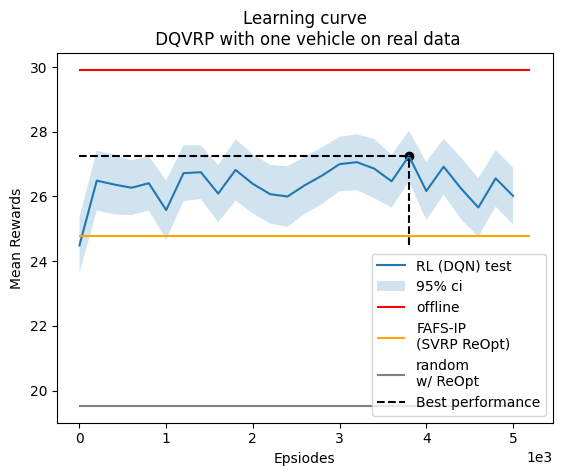 Learning curve
DQVRP with one vehicle on real data
Mean Rewards
30
28
26
24
22
20
RL (DQN) test
95% ci
offline
FAFS-IP
(SVRP ReOpt)
random
w/ ReOpt
Best performance
0
1
2
3
4
5
1e3
Epsiodes